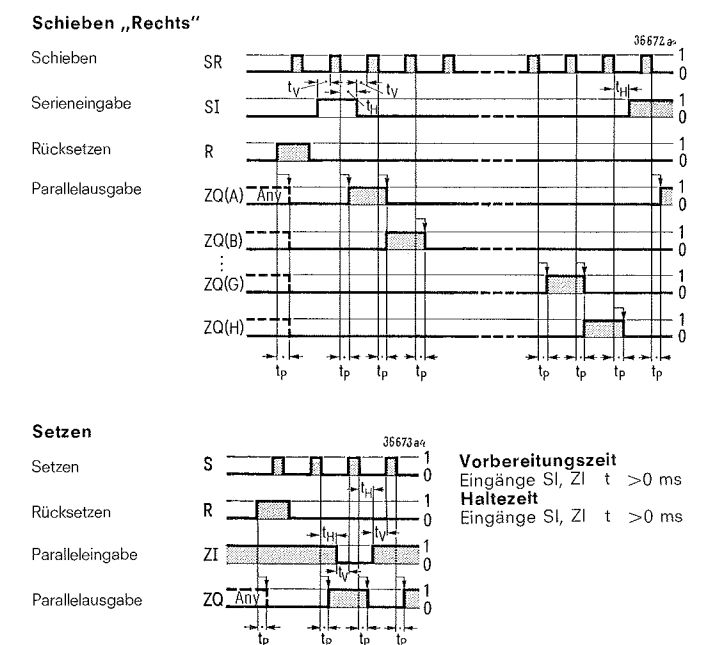 Schieben „Rechts"
36672a4
Schieben SR 1 0
tV tV
Serieneingabe SI tH tH 1 0
Rücksetzen R 1 0
Parallelausgabe ZQ(A) Any 1 0
ZQ(B) 1 0
⋮
ZQ(G) 1 0
ZQ(H) 1 0
tP tP tP tP tP tP tP tP
Setzen
36673a4
Setzen S 1 0
tH
Rücksetzen R 1 0
tH tV
Paralleleingabe ZI 1 0
tV
Parallelausgabe ZQ Any 1 0
tP tP tP tP
Vorbereitungszeit
Eingänge SI, ZI t >0 ms
Haltezeit
Eingänge SI, ZI t >0 ms